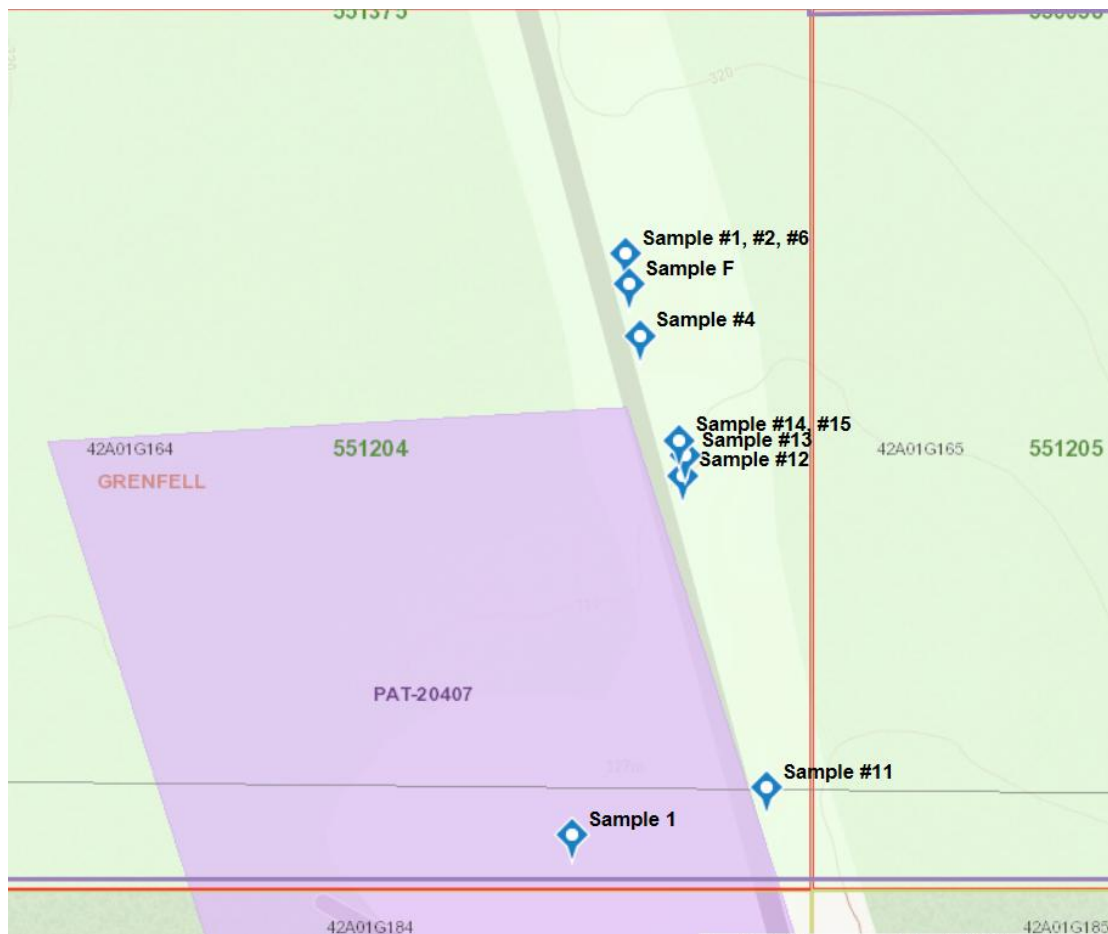 551375
320
Sample #1, #2, #6
Sample F
Sample #4
Sample #14, #15
Sample #13
Sample #12
42A01G164
551204
42A01G165
551205
GRENFELL
PAT-20407
Sample #11
Sample 1
42A01G184
42A01G185